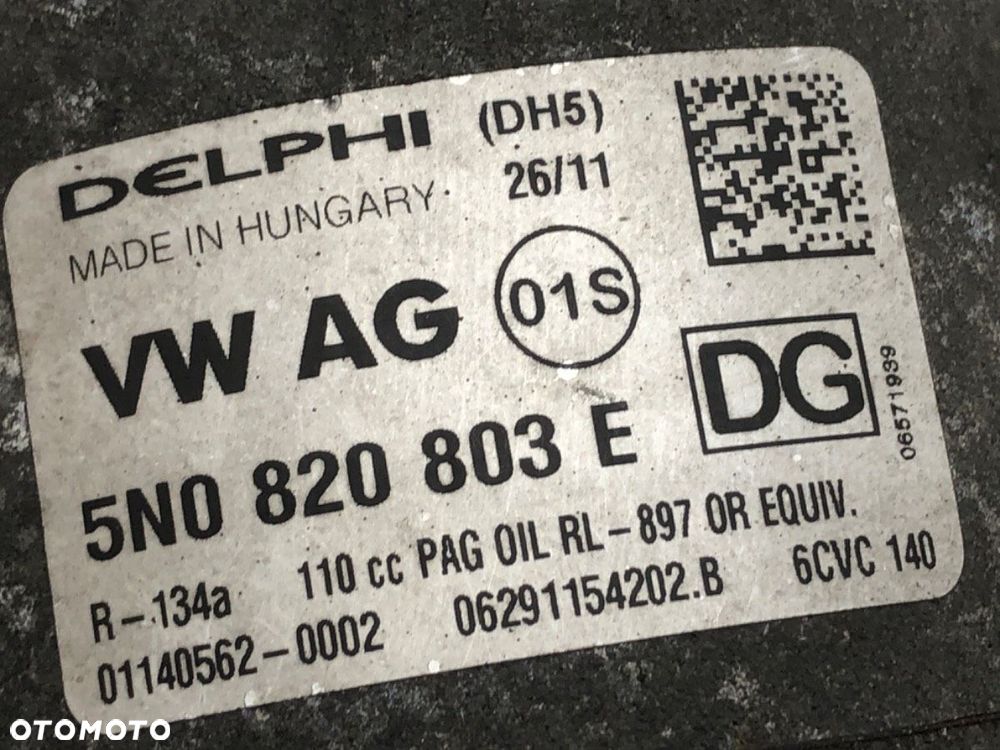 DELPHI (DH5)
MADE IN HUNGARY. 26/11
VW AG 01S
DG
06571939
5N0 820 803 E
R-134a 110 cc PAG OIL RL-897 OR EQUIV.
01140562-0002 06291154202.B 6CVC 140
OTOMOTO